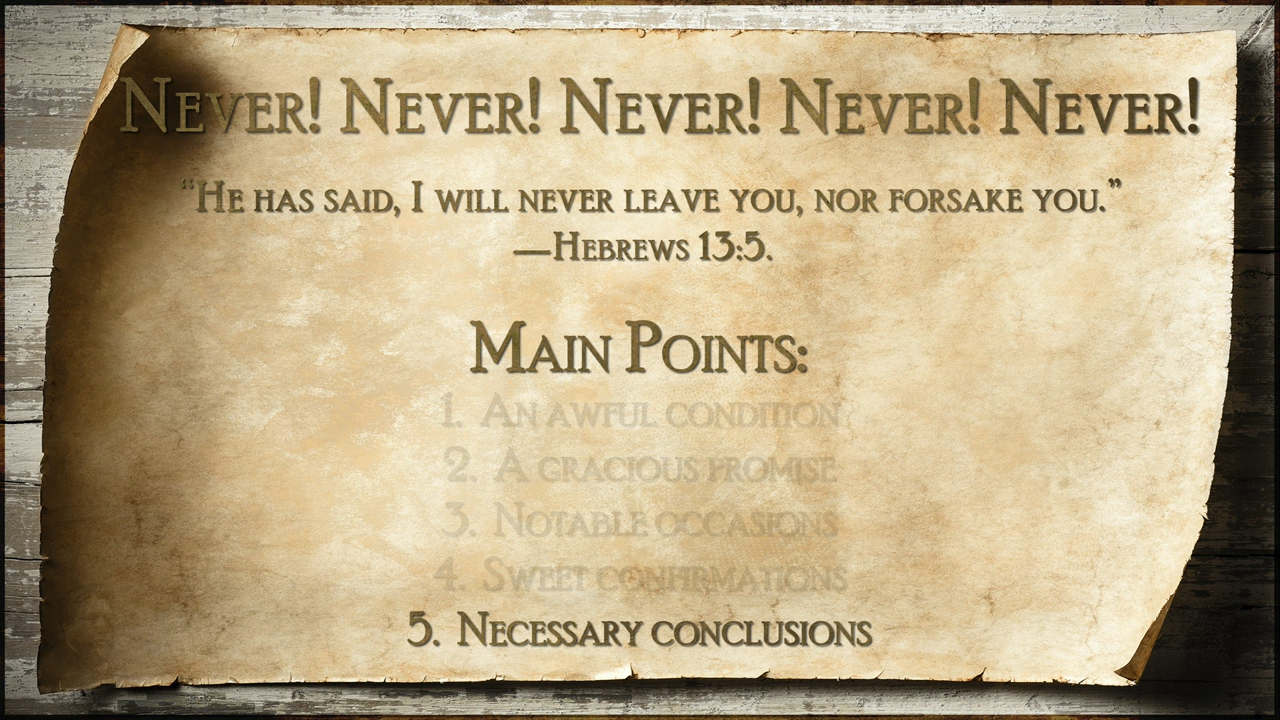 Never! Never! Never! Never! Never!
“He has said, I will never leave you, nor forsake you.”
—Hebrews 13:5.
Main Points:
1. An awful condition
2. A gracious promise
3. Notable occasions
4. Sweet confirmations
5. Necessary conclusions